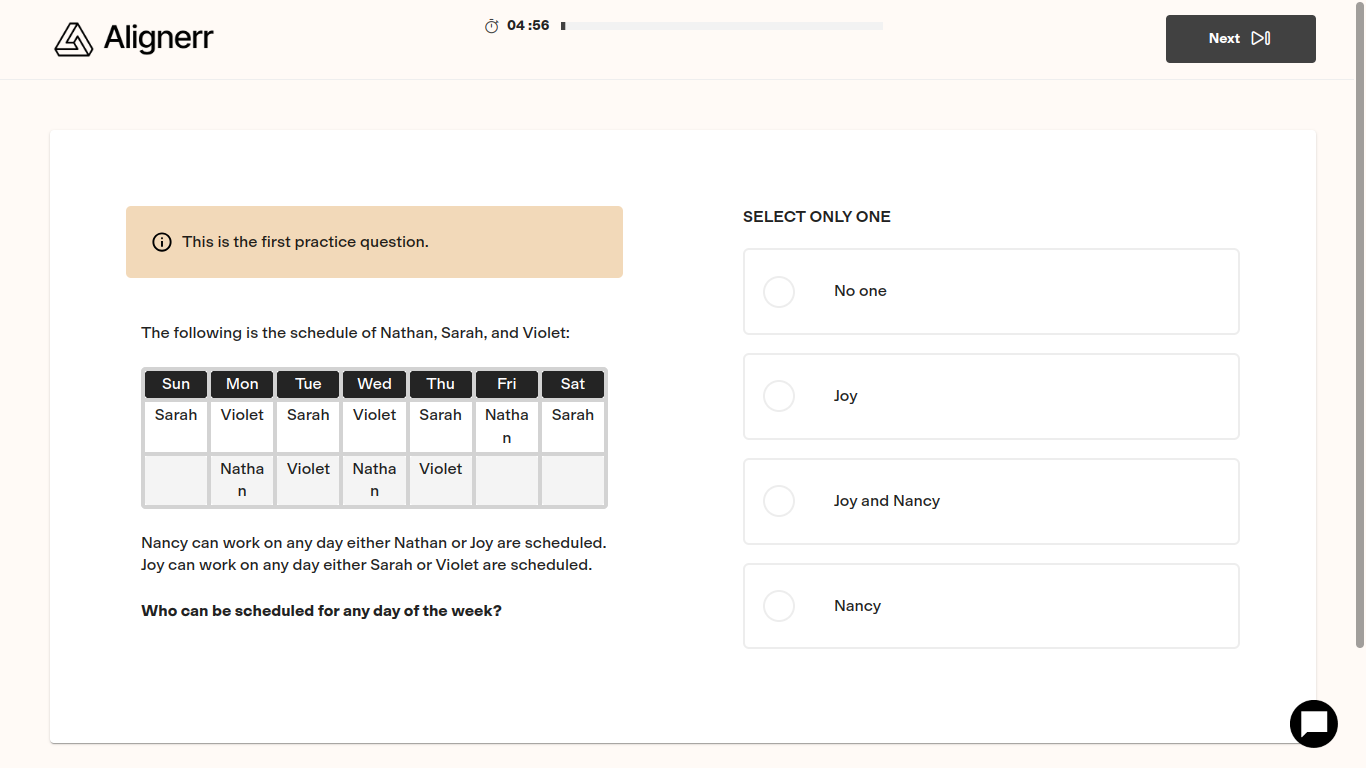 Alignerr
04 :56
Next
This is the first practice question.
The following is the schedule of Nathan, Sarah, and Violet:
Sun Mon Tue Wed Thu Fri Sat
Sarah Violet Sarah Violet Sarah Natha Sarah
n
Natha Violet Natha Violet
n n
Nancy can work on any day either Nathan or Joy are scheduled.
Joy can work on any day either Sarah or Violet are scheduled.
Who can be scheduled for any day of the week?
SELECT ONLY ONE
No one
Joy
Joy and Nancy
Nancy